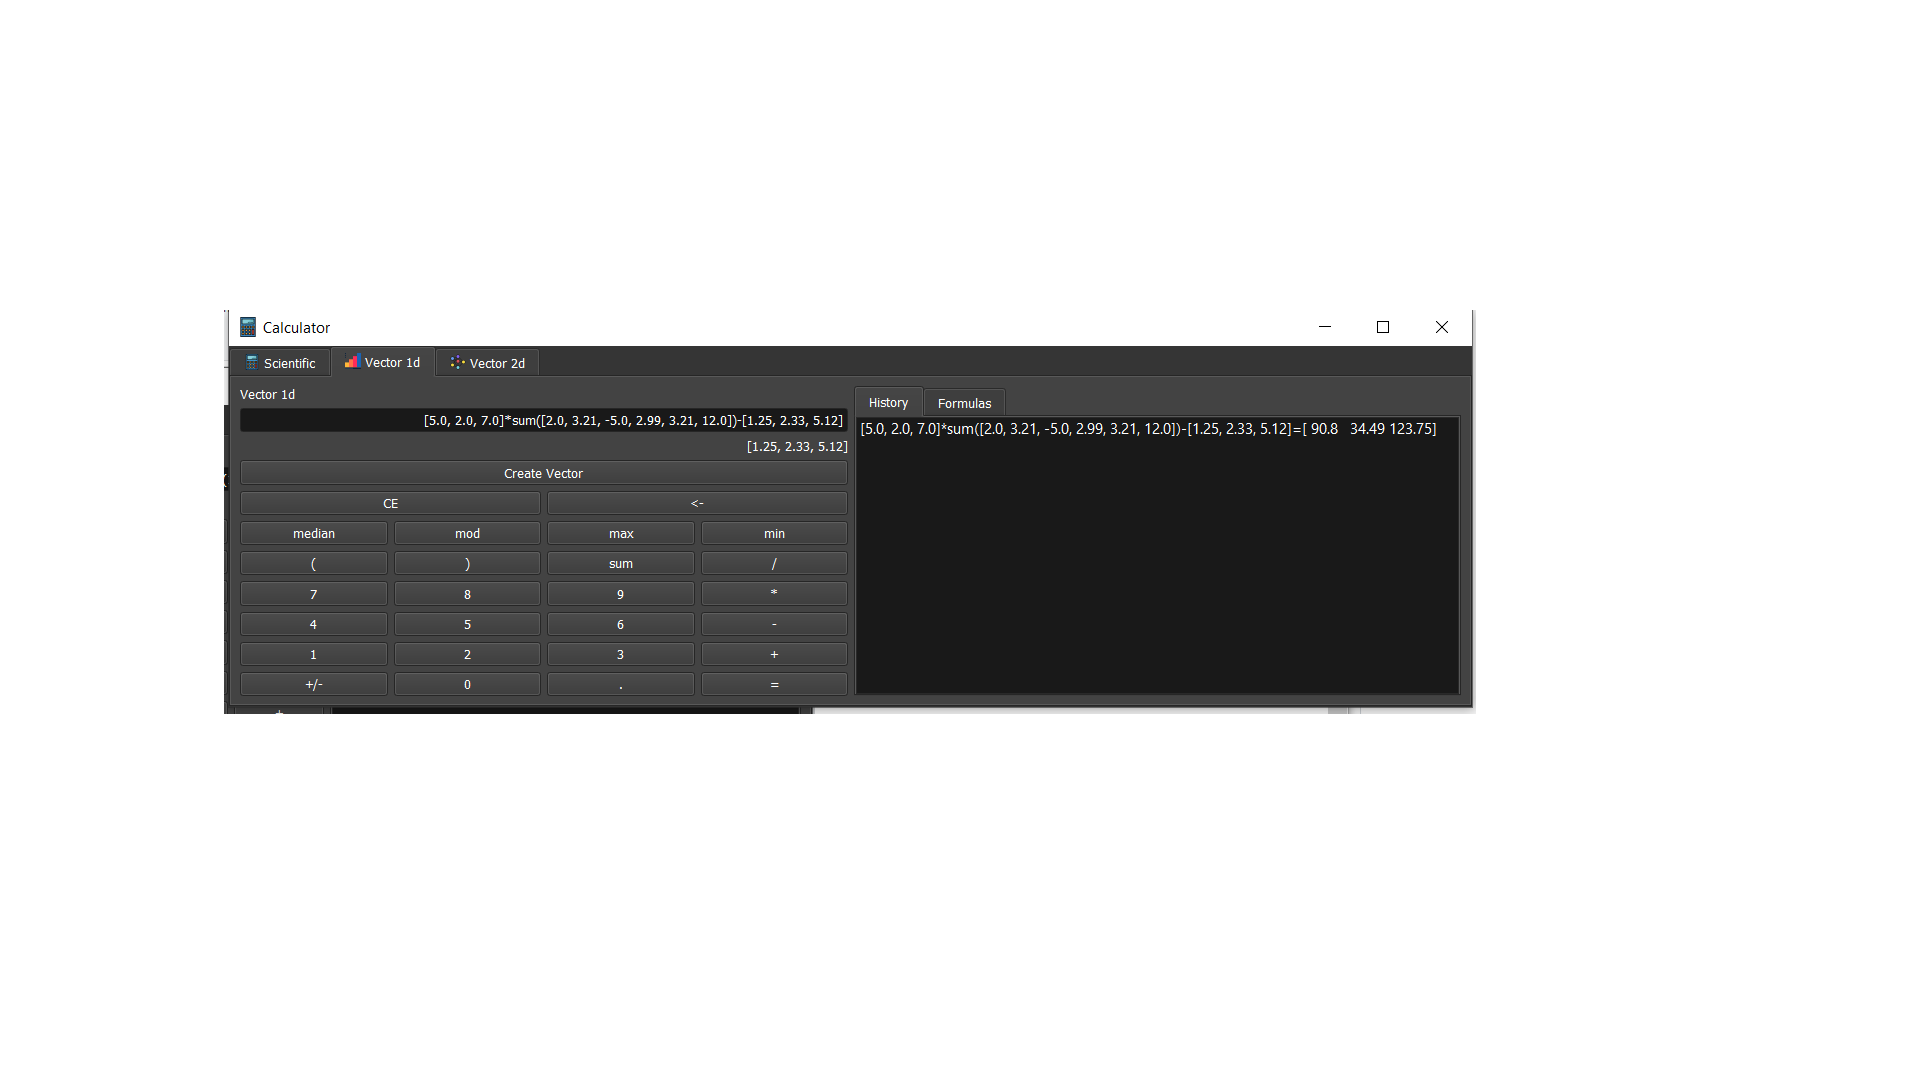 Calculator
Scientific
Vector 1d
Vector 2d
Vector 1d
[5.0, 2.0, 7.0]*sum([2.0, 3.21, -5.0, 2.99, 3.21, 12.0])-[1.25, 2.33, 5.12]
[1.25, 2.33, 5.12]
Create Vector
CE <-
median mod max min
( ) sum /
7 8 9 *
4 5 6 -
1 2 3 +
+/- 0 . =
History Formulas
[5.0, 2.0, 7.0]*sum([2.0, 3.21, -5.0, 2.99, 3.21, 12.0])-[1.25, 2.33, 5.12]=[ 90.8   34.49 123.75]